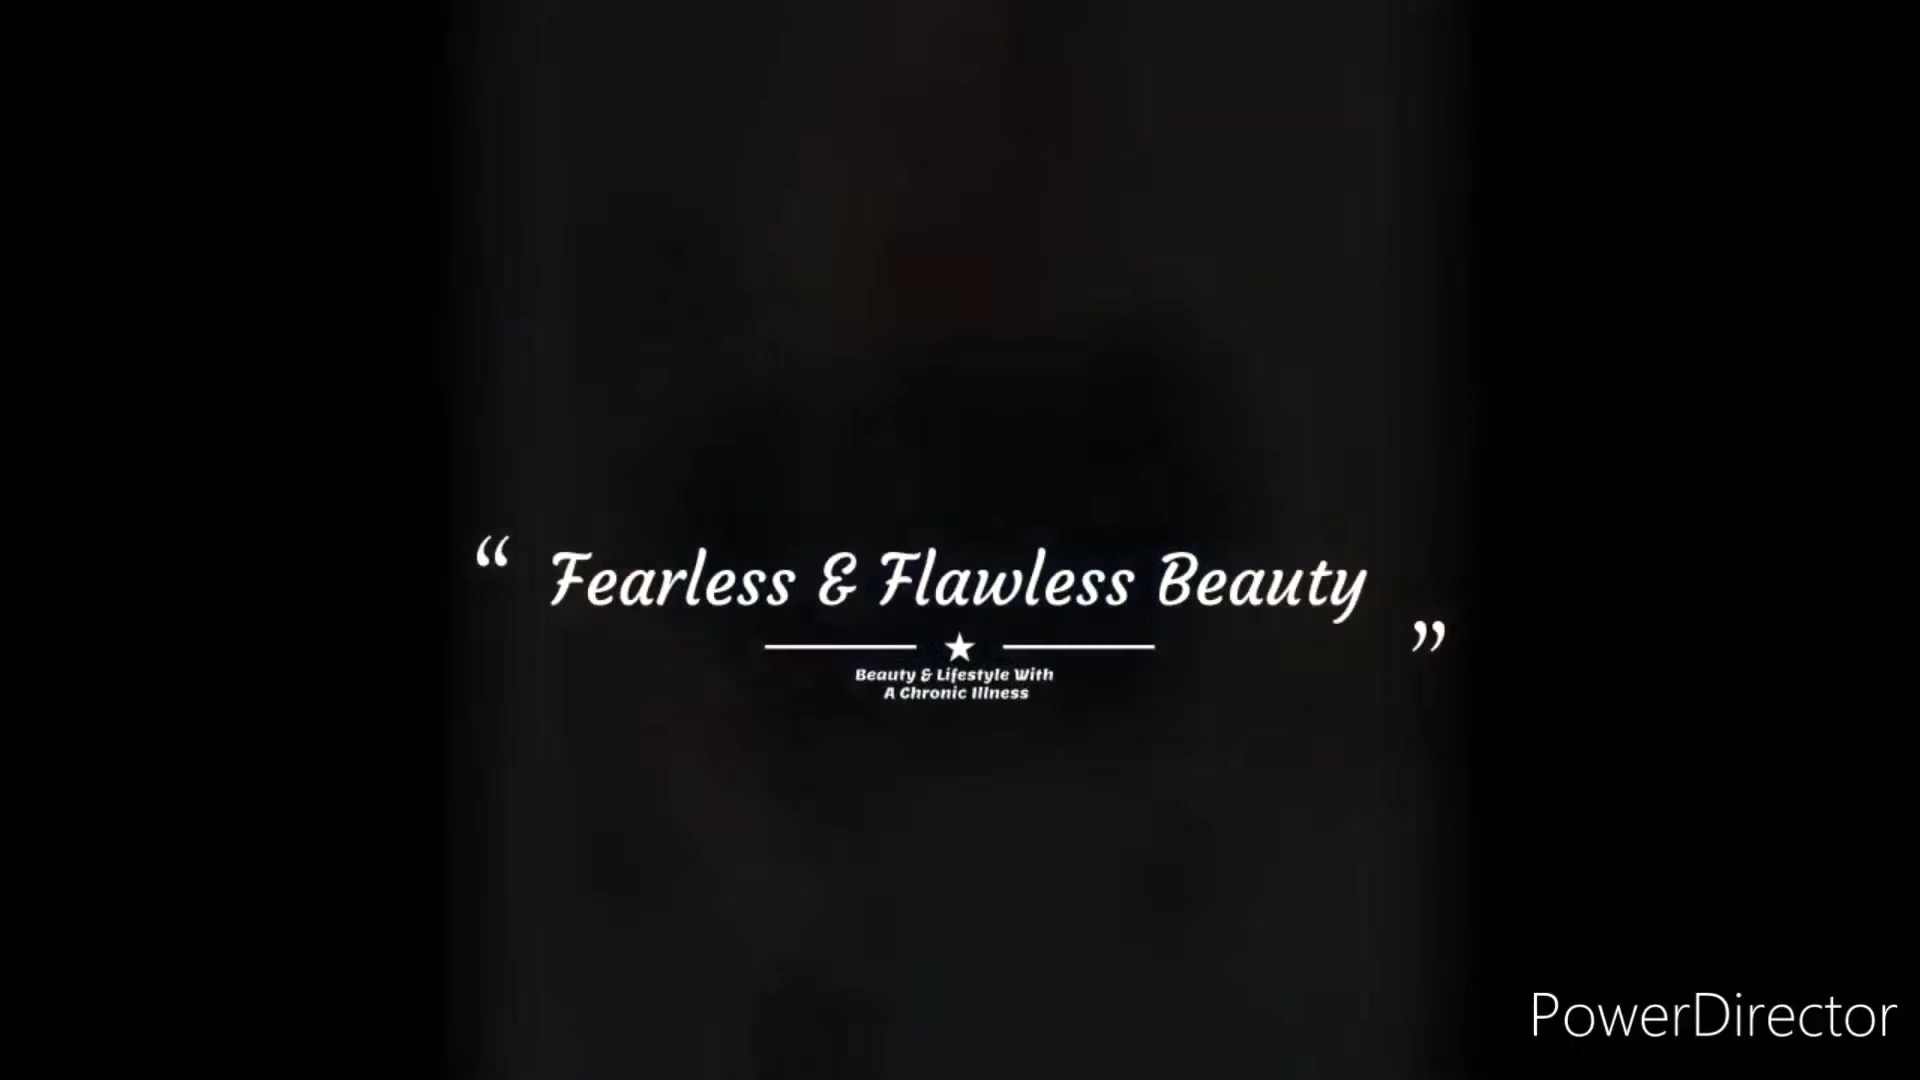 “ Fearless & Flawless Beauty ”
Beauty & Lifestyle With
A Chronic Illness
PowerDirector